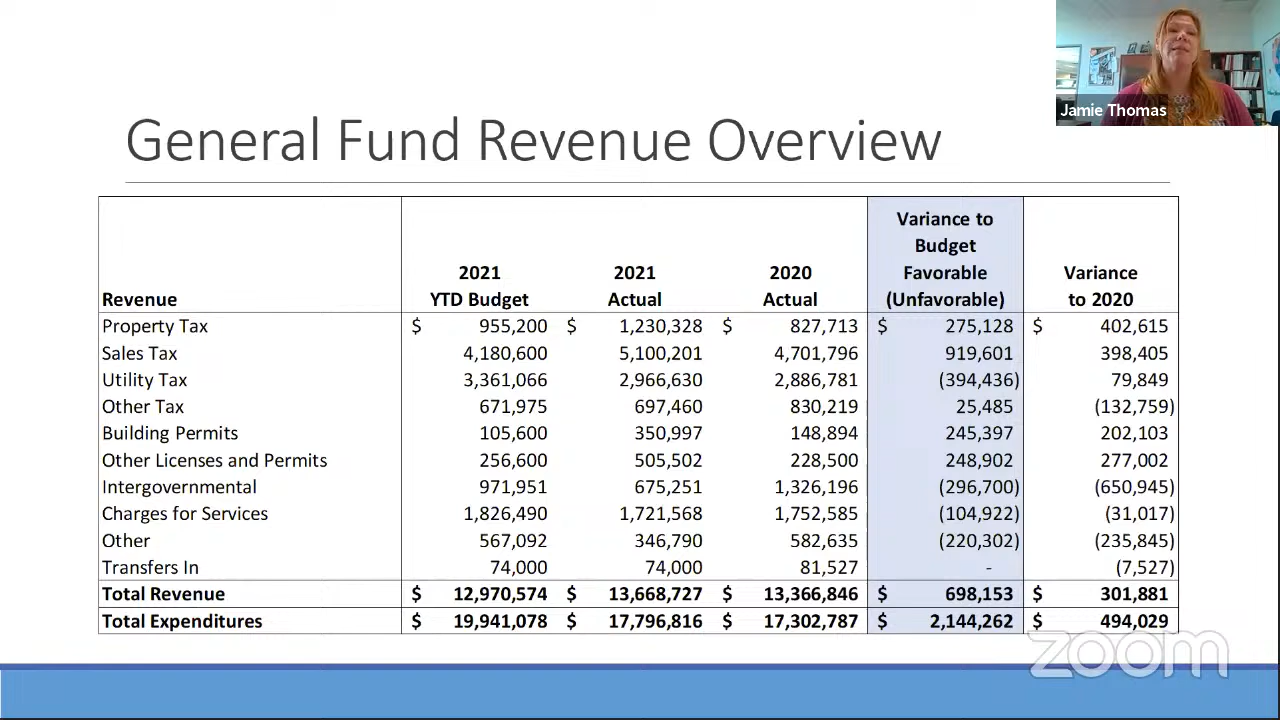 Jamie Thomas
General Fund Revenue Overview
Revenue 2021 YTD Budget 2021 Actual 2020 Actual Variance to Budget Favorable (Unfavorable) Variance to 2020
Property Tax $ 955,200 $ 1,230,328 $ 827,713 $ 275,128 $ 402,615
Sales Tax 4,180,600 5,100,201 4,701,796 919,601 398,405
Utility Tax 3,361,066 2,966,630 2,886,781 (394,436) 79,849
Other Tax 671,975 697,460 830,219 25,485 (132,759)
Building Permits 105,600 350,997 148,894 245,397 202,103
Other Licenses and Permits 256,600 505,502 228,500 248,902 277,002
Intergovernmental 971,951 675,251 1,326,196 (296,700) (650,945)
Charges for Services 1,826,490 1,721,568 1,752,585 (104,922) (31,017)
Other 567,092 346,790 582,635 (220,302) (235,845)
Transfers In 74,000 74,000 81,527 - (7,527)
Total Revenue $ 12,970,574 $ 13,668,727 $ 13,366,846 $ 698,153 $ 301,881
Total Expenditures $ 19,941,078 $ 17,796,816 $ 17,302,787 $ 2,144,262 $ 494,029
zoom